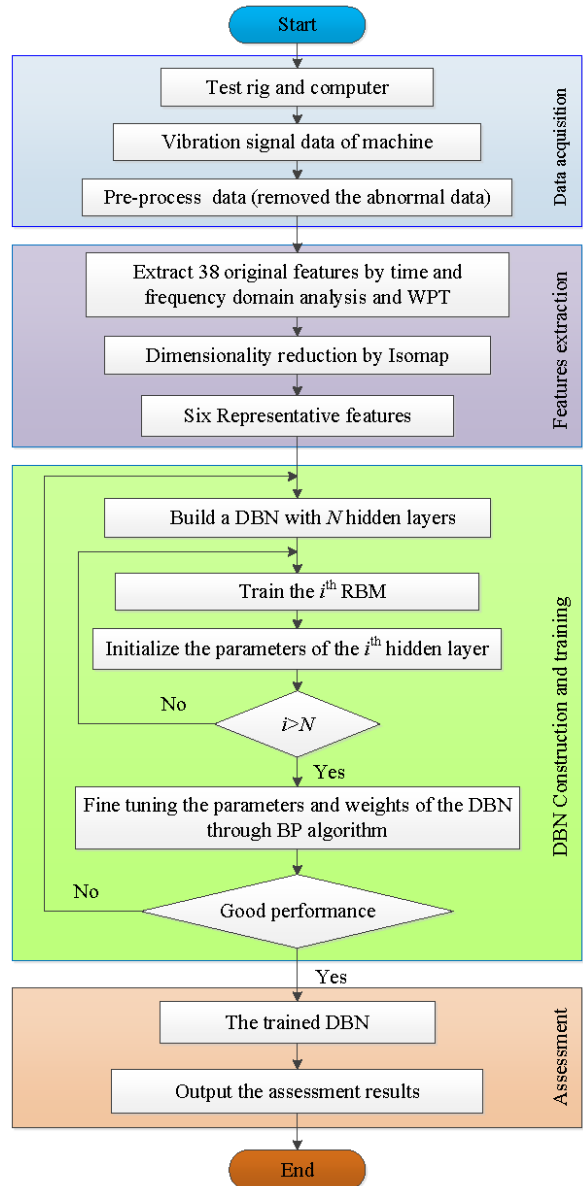 Start
Test rig and computer
Vibration signal data of machine
Pre-process data (removed the abnormal data)
Data acquisition
Extract 38 original features by time and
frequency domain analysis and WPT
Dimensionality reduction by Isomap
Six Representative features
Features extraction
Build a DBN with N hidden layers
Train the iᵗʰ RBM
Initialize the parameters of the iᵗʰ hidden layer
No
i>N
Yes
Fine tuning the parameters and weights of the DBN
through BP algorithm
No
Good performance
Yes
DBN Construction and training
The trained DBN
Output the assessment results
Assessment
End